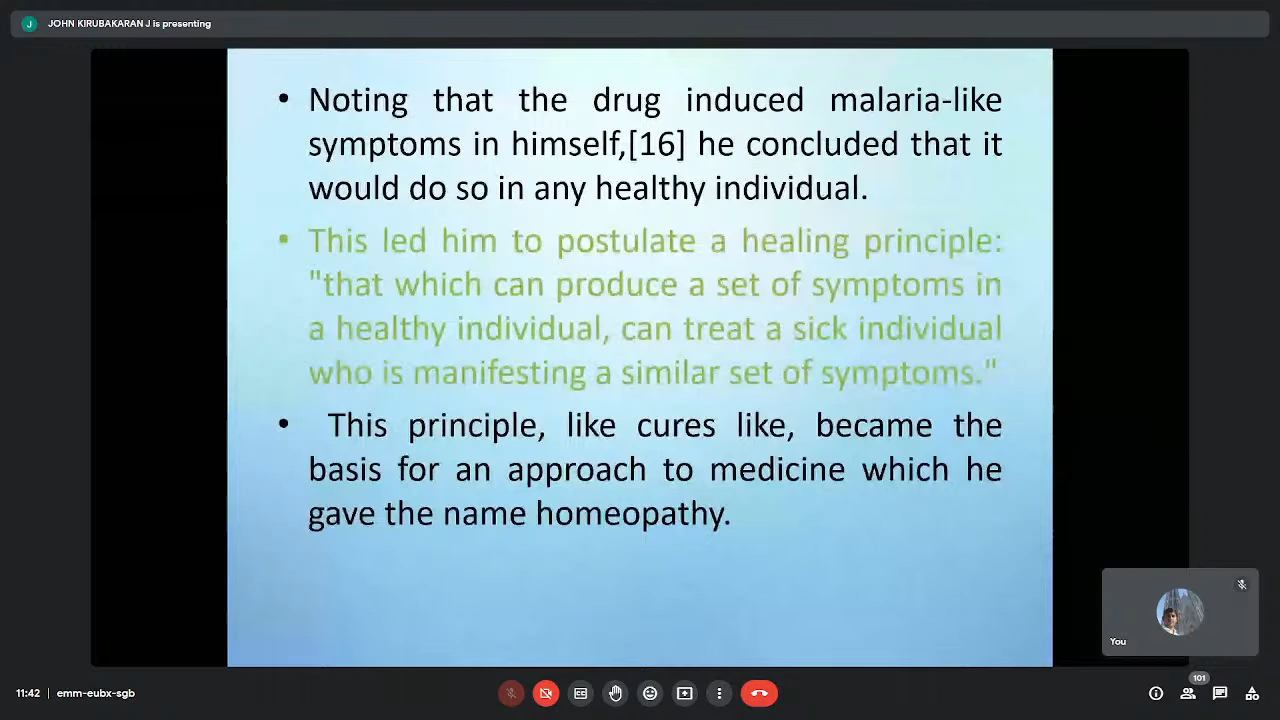 J JOHN KIRUBAKARAN J is presenting
• Noting that the drug induced malaria-like
symptoms in himself,[16] he concluded that it
would do so in any healthy individual.
• This led him to postulate a healing principle:
"that which can produce a set of symptoms in
a healthy individual, can treat a sick individual
who is manifesting a similar set of symptoms."
• This principle, like cures like, became the
basis for an approach to medicine which he
gave the name homeopathy.
You
11:42 | emm-eubx-sgb
101